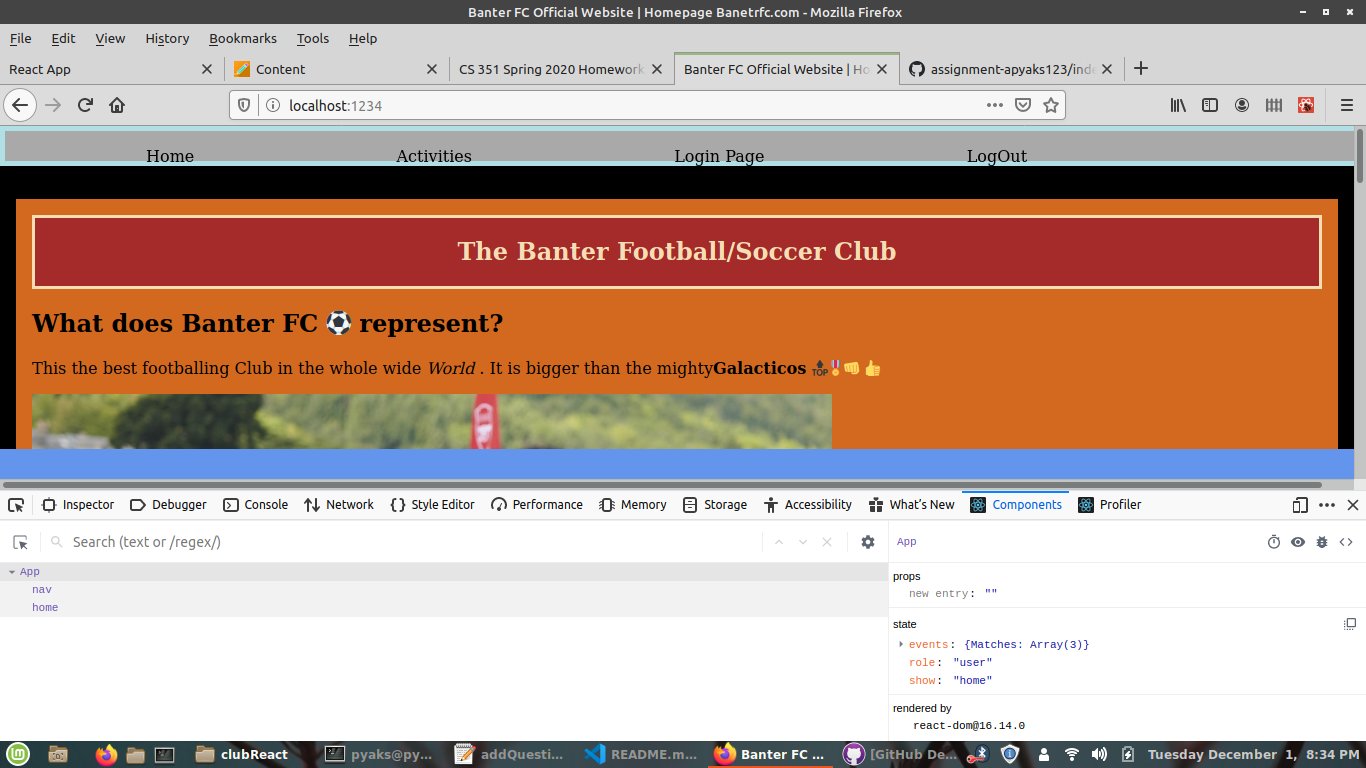 Banter FC Official Website | Homepage Banetrfc.com - Mozilla Firefox
File Edit View History Bookmarks Tools Help
React App Content CS 351 Spring 2020 Homework Banter FC Official Website | Ho assignment-apyaks123/inde
localhost:1234
Home Activities Login Page LogOut
The Banter Football/Soccer Club
What does Banter FC ⚽ represent?
This the best footballing Club in the whole wide World . It is bigger than the mightyGalacticos 🔝🎖👊👍
Inspector Debugger Console Network Style Editor Performance Memory Storage Accessibility What's New Components Profiler
Search (text or /regex/)
App
App
nav
home
props
new entry: ""
state
events: {Matches: Array(3)}
role: "user"
show: "home"
rendered by
react-dom@16.14.0
clubReact pyaks@py... addQuesti... README.m... Banter FC ... [GitHub De... Tuesday December 1, 8:34 PM